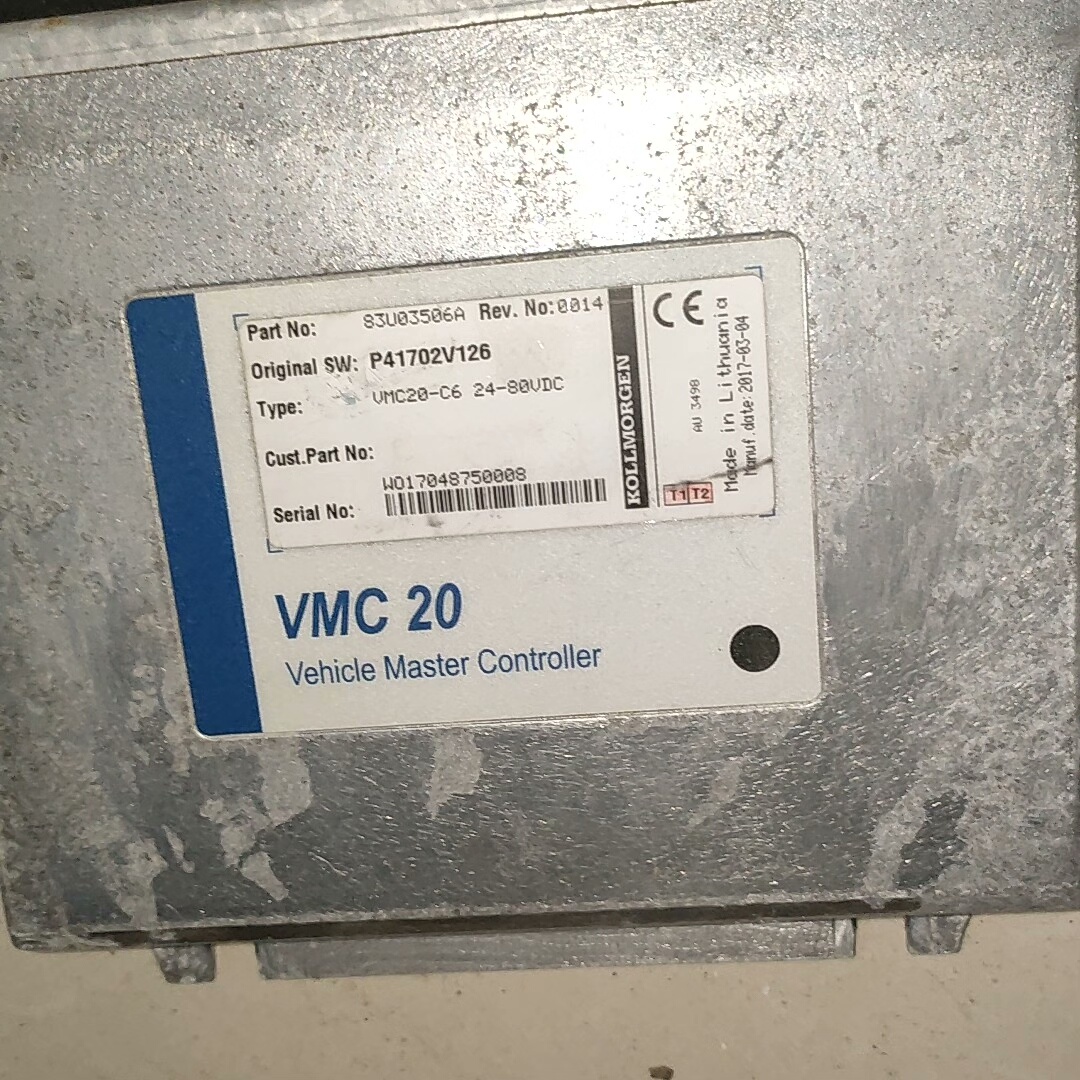 Part No: 83U03506A Rev. No:0014
Original SW: P41702V126
Type: VMC20-C6 24-80VDC
Cust.Part No:
W017048750008
Serial No:
KOLLMORGEN
CE
AU 3498
Made in Lithuania
Manuf.date:2017-03-04
T1 T2
VMC 20
Vehicle Master Controller